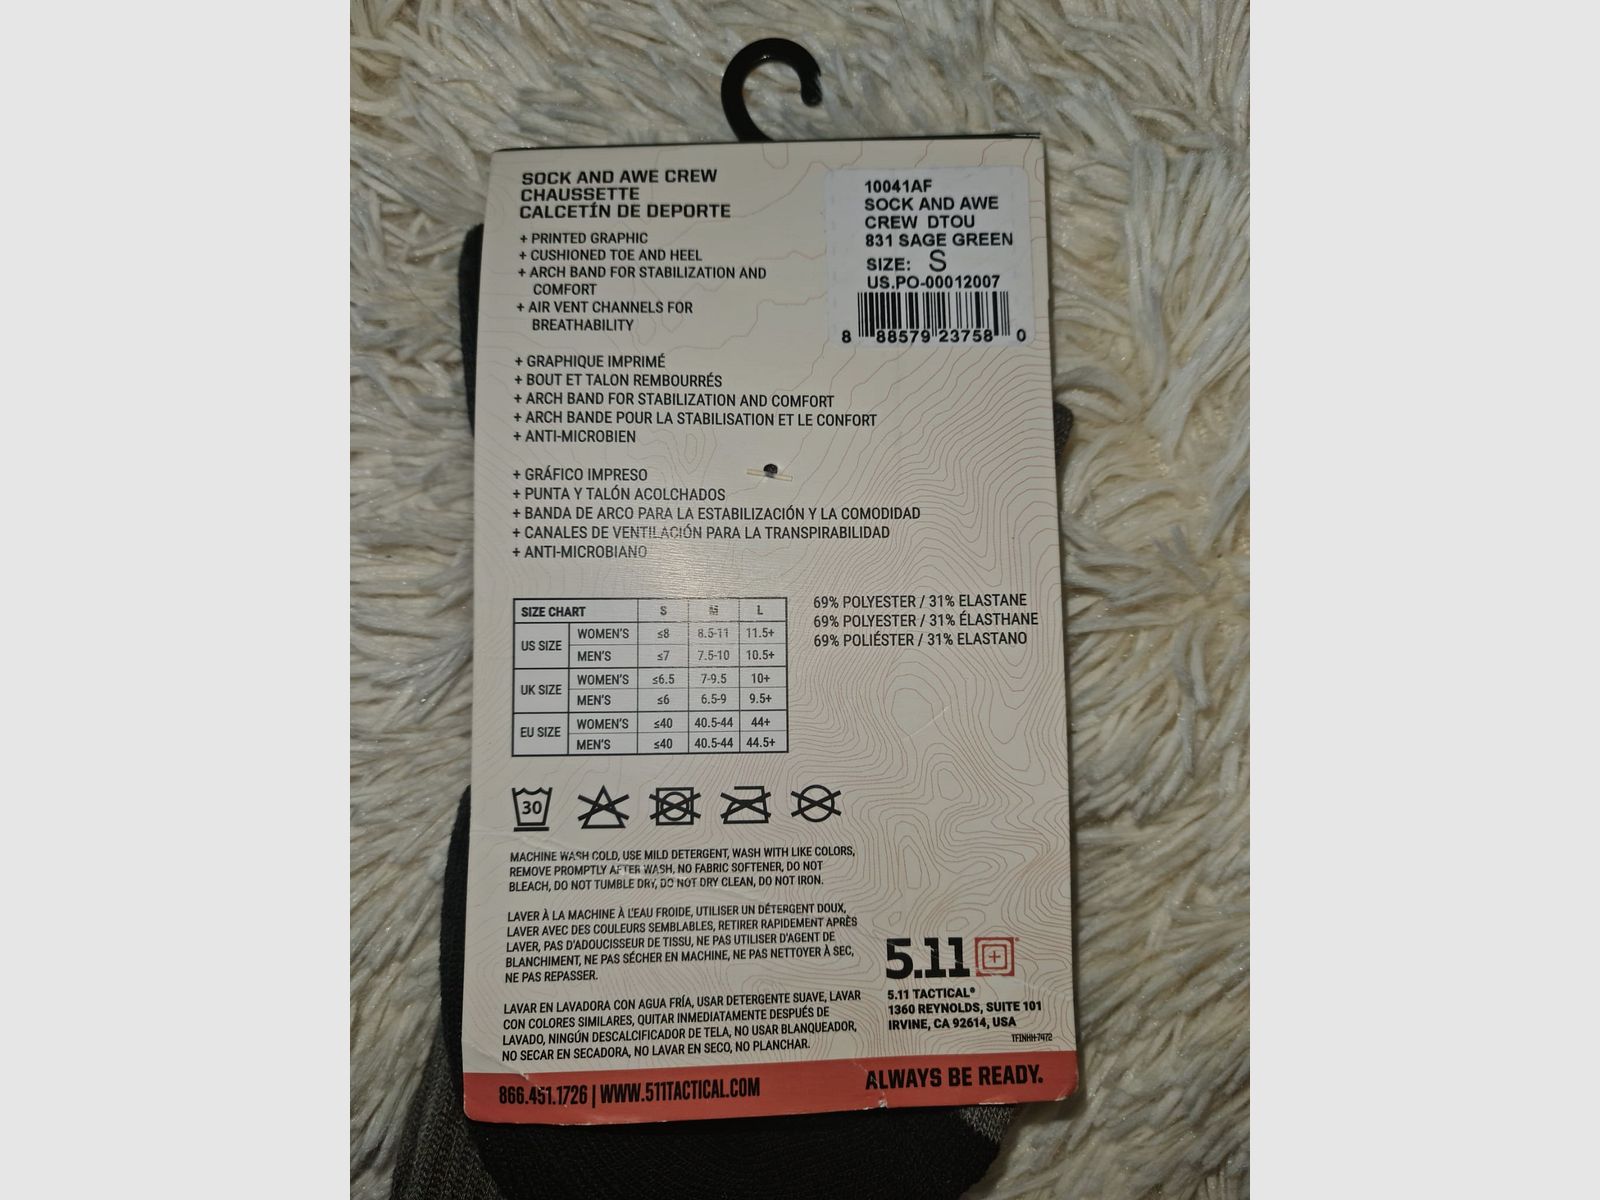 SOCK AND AWE CREW
CHAUSSETTE
CALCETÍN DE DEPORTE
+ PRINTED GRAPHIC
+ CUSHIONED TOE AND HEEL
+ ARCH BAND FOR STABILIZATION AND
COMFORT
+ AIR VENT CHANNELS FOR
BREATHABILITY
10041AF
SOCK AND AWE
CREW DTOU
831 SAGE GREEN
SIZE: S
US.PO-00012007
8 88579 23758 0
+ GRAPHIQUE IMPRIMÉ
+ BOUT ET TALON REMBOURRÉS
+ ARCH BAND FOR STABILIZATION AND COMFORT
+ ARCH BANDE POUR LA STABILISATION ET LE CONFORT
+ ANTI-MICROBIEN
+ GRÁFICO IMPRESO
+ PUNTA Y TALÓN ACOLCHADOS
+ BANDA DE ARCO PARA LA ESTABILIZACIÓN Y LA COMODIDAD
+ CANALES DE VENTILACIÓN PARA LA TRANSPIRABILIDAD
+ ANTI-MICROBIANO
SIZE CHART S M L
US SIZE WOMEN'S ≤8 8.5-11 11.5+
MEN'S ≤7 7.5-10 10.5+
UK SIZE WOMEN'S ≤6.5 7-9.5 10+
MEN'S ≤6 6.5-9 9.5+
EU SIZE WOMEN'S ≤40 40.5-44 44+
MEN'S ≤40 40.5-44 44.5+
69% POLYESTER / 31% ELASTANE
69% POLYESTER / 31% ÉLASTHANE
69% POLIÉSTER / 31% ELASTANO
30
MACHINE WASH COLD, USE MILD DETERGENT, WASH WITH LIKE COLORS,
REMOVE PROMPTLY AFTER WASH, NO FABRIC SOFTENER, DO NOT
BLEACH, DO NOT TUMBLE DRY, DO NOT DRY CLEAN, DO NOT IRON.
LAVER À LA MACHINE À L'EAU FROIDE, UTILISER UN DÉTERGENT DOUX,
LAVER AVEC DES COULEURS SEMBLABLES, RETIRER RAPIDEMENT APRÈS
LAVER, PAS D'ADOUCISSEUR DE TISSU, NE PAS UTILISER D'AGENT DE
BLANCHIMENT, NE PAS SÉCHER EN MACHINE, NE PAS NETTOYER À SEC,
NE PAS REPASSER.
LAVAR EN LAVADORA CON AGUA FRÍA, USAR DETERGENTE SUAVE, LAVAR
CON COLORES SIMILARES, QUITAR INMEDIATAMENTE DESPUÉS DE
LAVADO, NINGÚN DESCALCIFICADOR DE TELA, NO USAR BLANQUEADOR,
NO SECAR EN SECADORA, NO LAVAR EN SECO, NO PLANCHAR.
5.11
5.11 TACTICAL®
1360 REYNOLDS, SUITE 101
IRVINE, CA 92614, USA
TFINHH-7472
866.451.1726 | WWW.511TACTICAL.COM
ALWAYS BE READY.